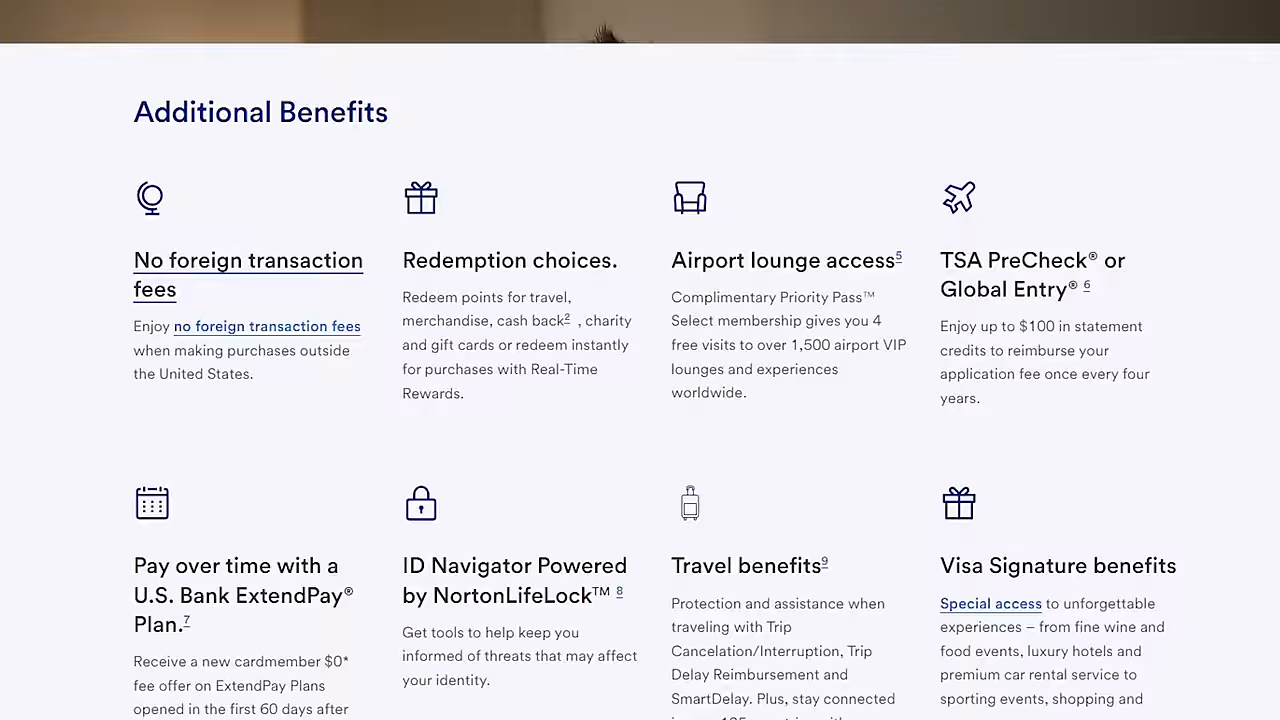 Additional Benefits
No foreign transaction
fees
Enjoy no foreign transaction fees
when making purchases outside
the United States.
Redemption choices.
Redeem points for travel,
merchandise, cash back2 , charity
and gift cards or redeem instantly
for purchases with Real-Time
Rewards.
Airport lounge access5
Complimentary Priority Pass™
Select membership gives you 4
free visits to over 1,500 airport VIP
lounges and experiences
worldwide.
TSA PreCheck® or
Global Entry® 6
Enjoy up to $100 in statement
credits to reimburse your
application fee once every four
years.
Pay over time with a
U.S. Bank ExtendPay®
Plan.7
Receive a new cardmember $0*
fee offer on ExtendPay Plans
opened in the first 60 days after
ID Navigator Powered
by NortonLifeLock™ 8
Get tools to help keep you
informed of threats that may affect
your identity.
Travel benefits9
Protection and assistance when
traveling with Trip
Cancelation/Interruption, Trip
Delay Reimbursement and
SmartDelay. Plus, stay connected
Visa Signature benefits
Special access to unforgettable
experiences – from fine wine and
food events, luxury hotels and
premium car rental service to
sporting events, shopping and